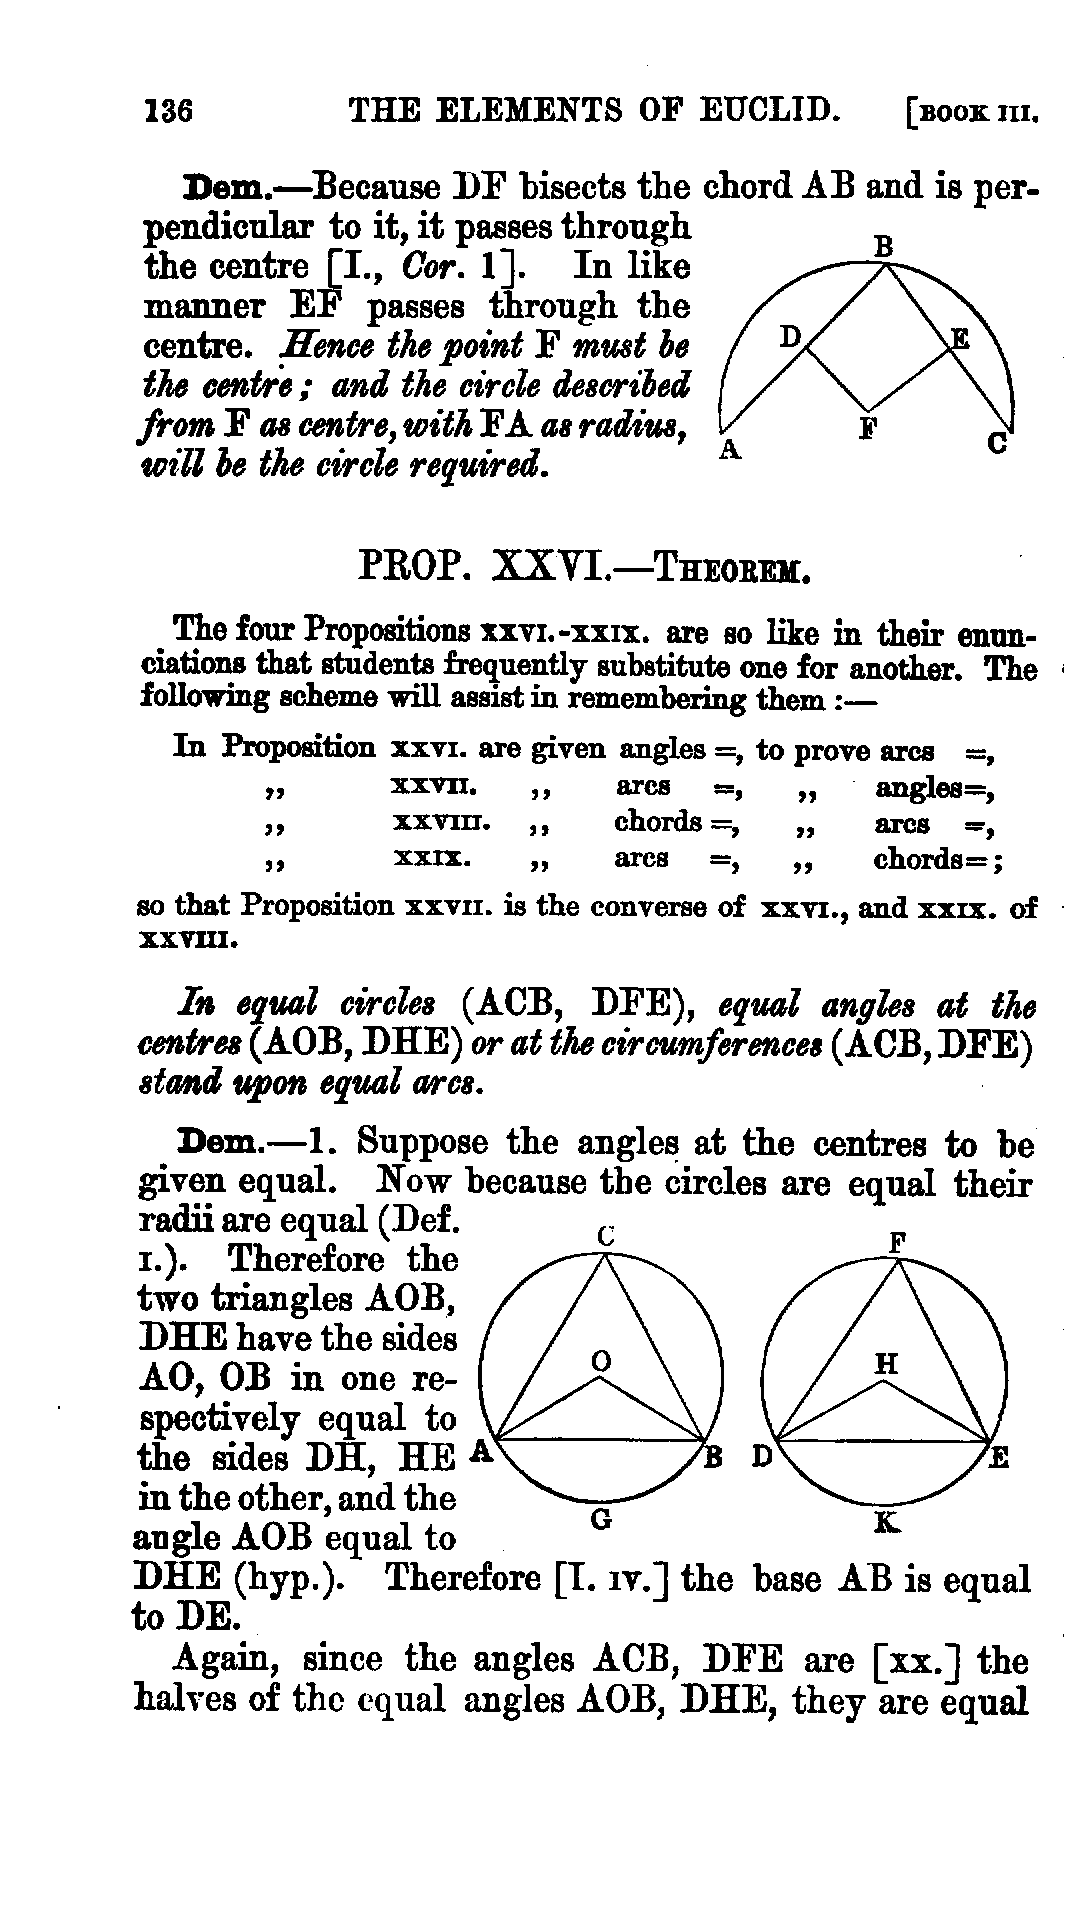 136 THE ELEMENTS OF EUCLID. [BOOK III.
Dem.—Because DF bisects the chord AB and is per-
pendicular to it, it passes through
the centre [I., Cor. 1]. In like
manner EF passes through the
centre. Hence the point F must be
the centre; and the circle described
from F as centre, with FA as radius,
will be the circle required.
B
D
E
F
A
C
PROP. XXVI.—THEOREM.
The four Propositions XXVI.-XXIX. are so like in their enun-
ciations that students frequently substitute one for another. The
following scheme will assist in remembering them :—
In Proposition XXVI. are given angles =, to prove arcs =,
,, XXVII. ,, arcs =, ,, angles=,
,, XXVIII. ,, chords =, ,, arcs =,
,, XXIX. ,, arcs =, ,, chords=;
so that Proposition XXVII. is the converse of XXVI., and XXIX. of
XXVIII.
In equal circles (ACB, DFE), equal angles at the
centres (AOB, DHE) or at the circumferences (ACB, DFE)
stand upon equal arcs.
Dem.—1. Suppose the angles at the centres to be
given equal. Now because the circles are equal their
radii are equal (Def.
I.). Therefore the
two triangles AOB,
DHE have the sides
AO, OB in one re-
spectively equal to
the sides DH, HE
in the other, and the
angle AOB equal to
C
O
A
B
G
F
H
D
E
K
DHE (hyp.). Therefore [I. IV.] the base AB is equal
to DE.
Again, since the angles ACB, DFE are [XX.] the
halves of the equal angles AOB, DHE, they are equal